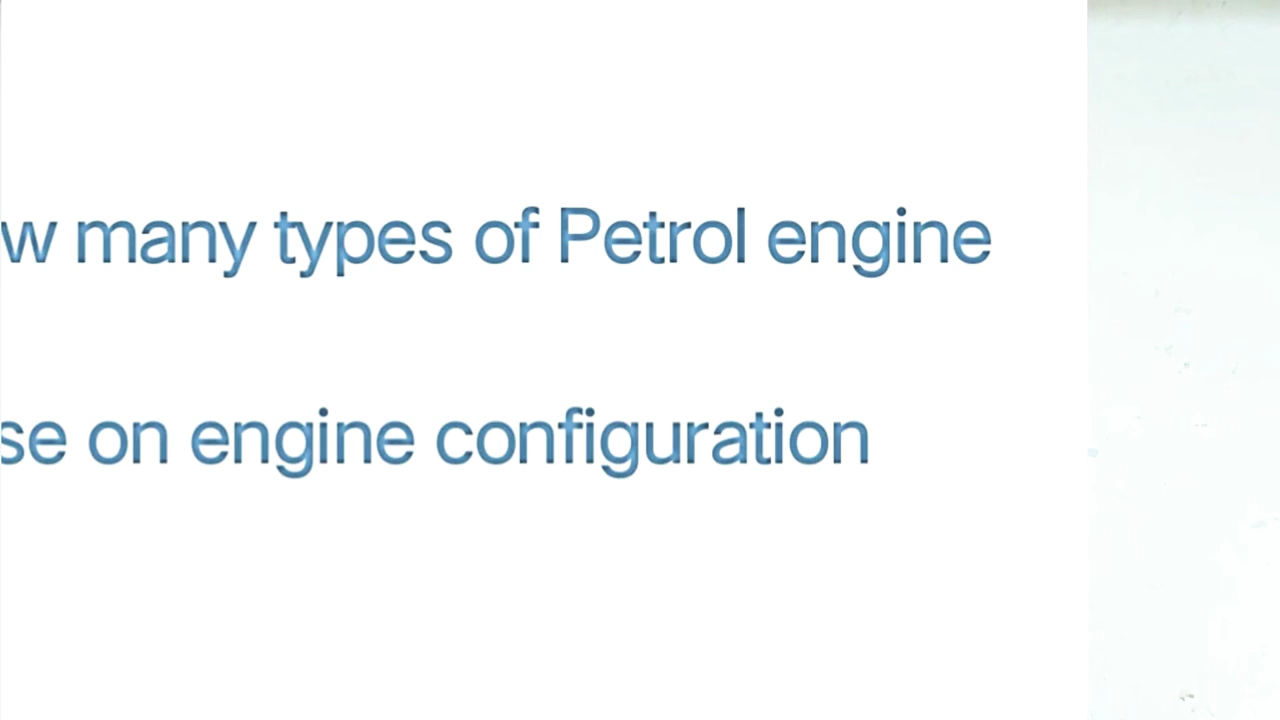 w many types of Petrol engine
se on engine configuration